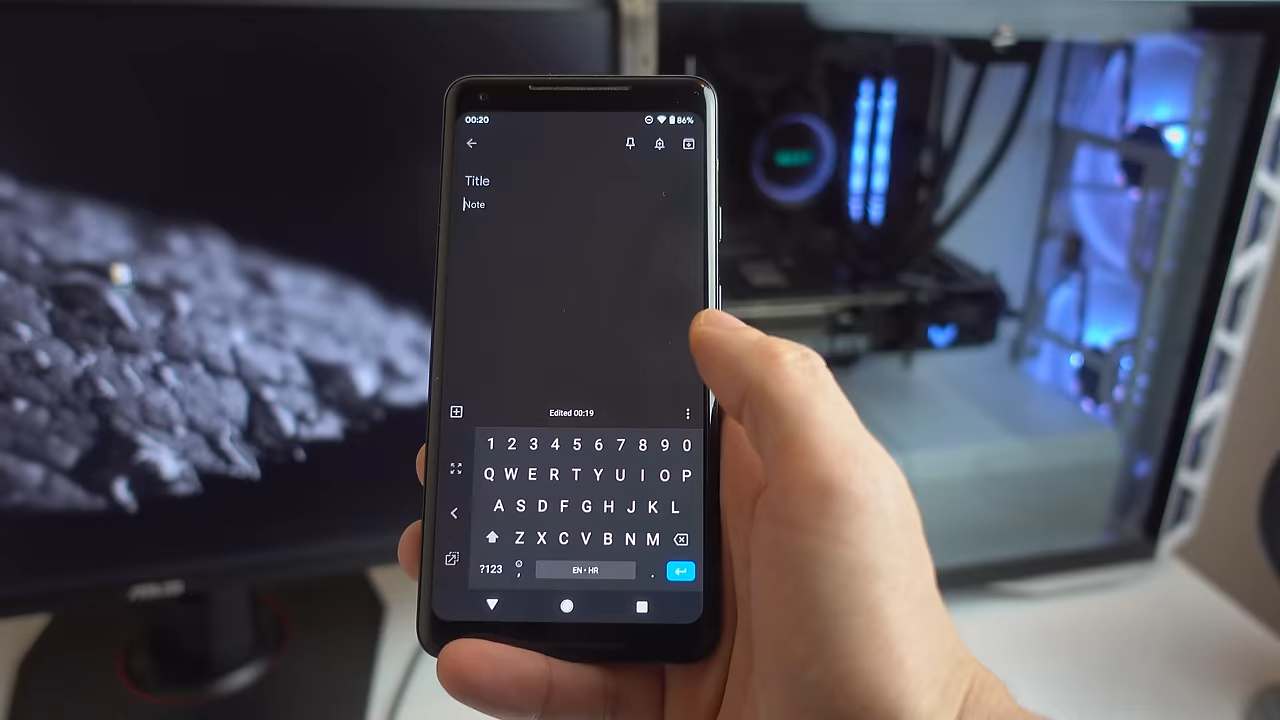 00:20 86%
Title
Note
Edited 00:19
1 2 3 4 5 6 7 8 9 0
Q W E R T Y U I O P
A S D F G H J K L
Z X C V B N M
?123 , EN • HR .
ASUS